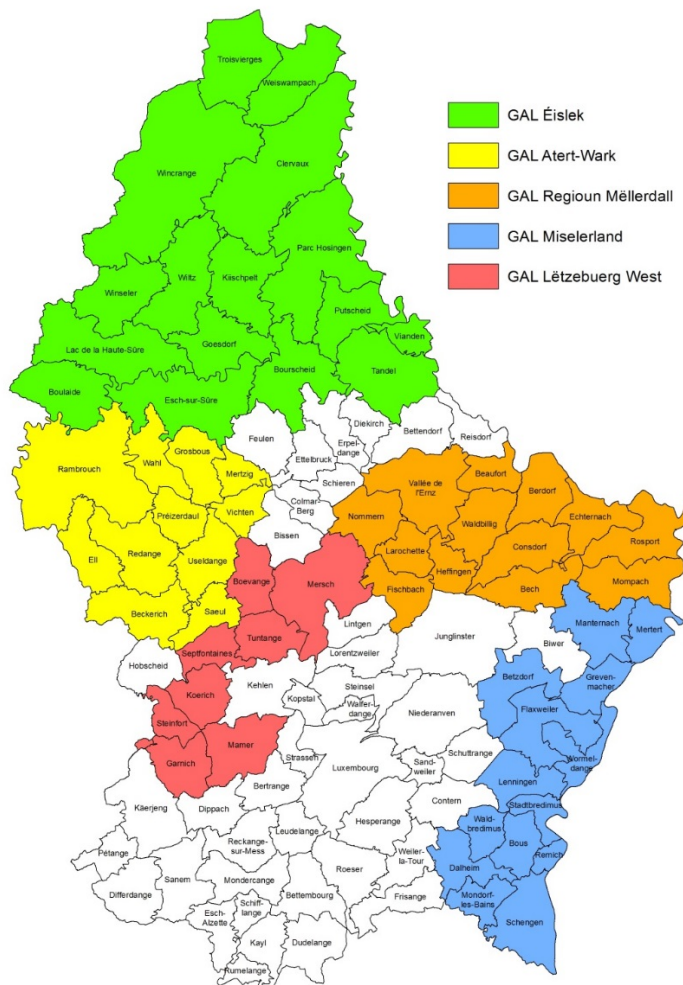 Troisvierges
Weiswampach
GAL Éislek
Clervaux
GAL Atert-Wark
Wincrange
GAL Regioun Mëllerdall
GAL Miselerland
Parc Hosingen
GAL Lëtzebuerg West
Wiltz
Kiischpelt
Winseler
Putscheid
Vianden
Goesdorf
Lac de la Haute-Sûre
Bourscheid
Tandel
Boulaide
Esch-sur-Sûre
Diekirch
Bettendorf
Feulen
Erpel-
dange
Reisdorf
Grosbous
Ettelbruck
Wahl
Rambrouch
Mertzig
Schieren
Vallée de
l'Ernz
Beaufort
Berdorf
Préizerdaul
Vichten
Colmar-
Berg
Nommern
Echternach
Waldbillig
Bissen
Rosport
Ell
Redange
Useldange
Larochette
Consdorf
Heffingen
Boevange
Mersch
Fischbach
Bech
Mompach
Beckerich
Saeul
Manternach
Mertert
Lintgen
Tuntange
Junglinster
Biwer
Septfontaines
Lorentzweiler
Hobscheid
Betzdorf
Greven-
macher
Kehlen
Steinsel
Koerich
Kopstal
Walfer-
dange
Flaxweiler
Niederanven
Steinfort
Mamer
Schuttrange
Wormel-
dange
Garnich
Strassen
Sand-
weiler
Luxembourg
Lenningen
Bertrange
Stadtbredimus
Käerjeng
Dippach
Contern
Wald-
bredimus
Hesperange
Leudelange
Bous
Reckange-
sur-Mess
Weiler-
la-Tour
Remich
Pétange
Roeser
Dalheim
Sanem
Mondercange
Mondorf-
les-Bains
Differdange
Bettembourg
Frisange
Schiff-
lange
Esch-
Alzette
Schengen
Kayl
Dudelange
Rumelange